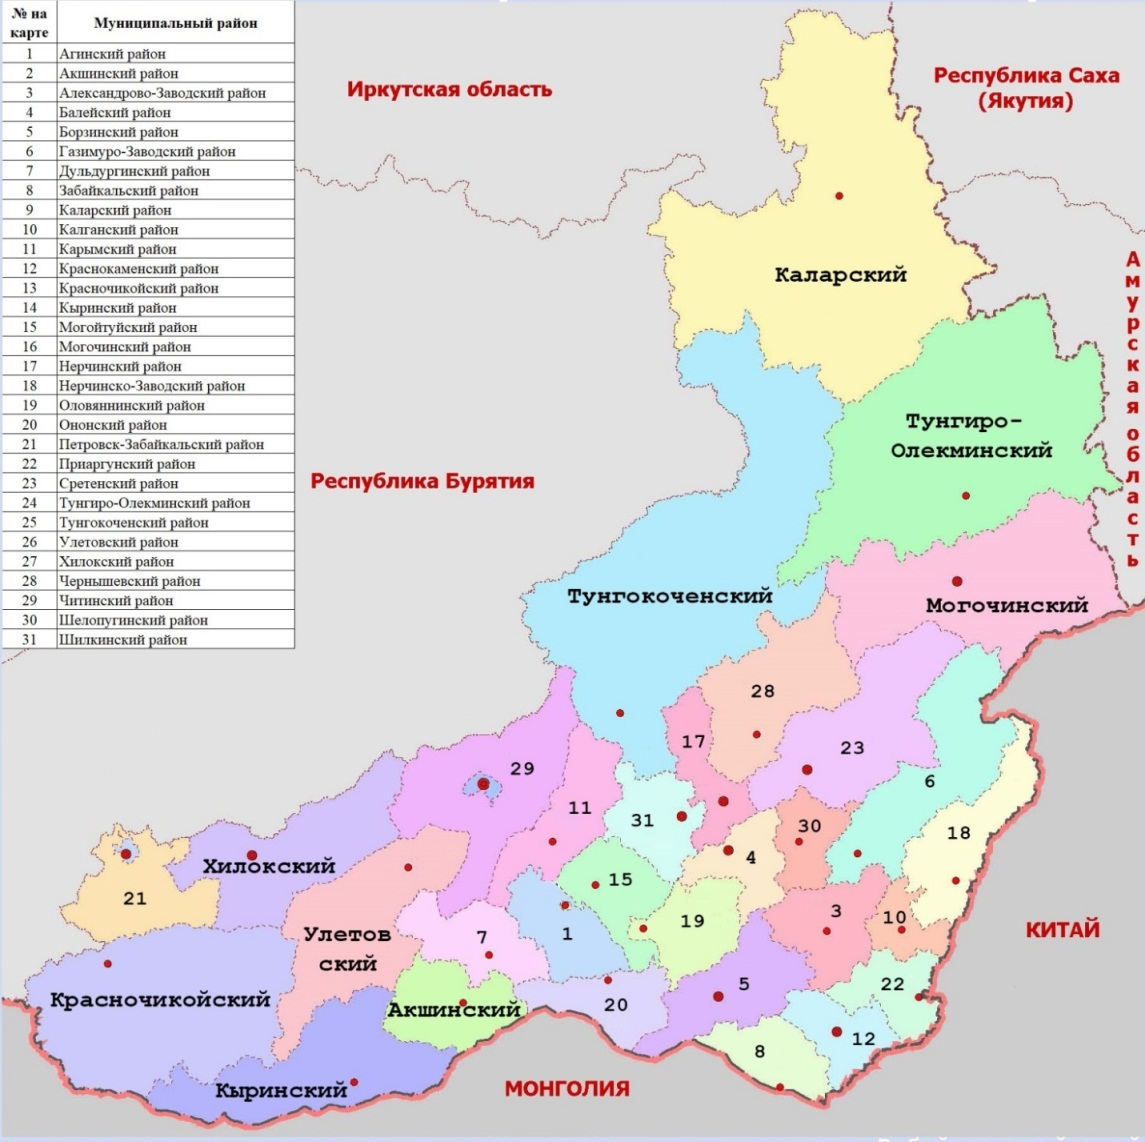 № на карте Муниципальный район
1 Агинский район
2 Акшинский район
3 Александрово-Заводский район
4 Балейский район
5 Борзинский район
6 Газимуро-Заводский район
7 Дульдургинский район
8 Забайкальский район
9 Каларский район
10 Калганский район
11 Карымский район
12 Краснокаменский район
13 Красночикойский район
14 Кыринский район
15 Могойтуйский район
16 Могочинский район
17 Нерчинский район
18 Нерчинско-Заводский район
19 Оловяннинский район
20 Ононский район
21 Петровск-Забайкальский район
22 Приаргунский район
23 Сретенский район
24 Тунгиро-Олекминский район
25 Тунгокоченский район
26 Улетовский район
27 Хилокский район
28 Чернышевский район
29 Читинский район
30 Шелопугинский район
31 Шилкинский район
Иркутская область
Республика Саха
(Якутия)
Каларский
Амурская область
Тунгиро-
Олекминский
Республика Бурятия
Тунгокоченский
Могочинский
28
17
23
29
6
11
31
30
18
4
Хилокский
15
21
3
10
19
1
Улетов
ский
7
КИТАЙ
5
22
Красночикойский
Акшинский
20
12
8
Кыринский
МОНГОЛИЯ